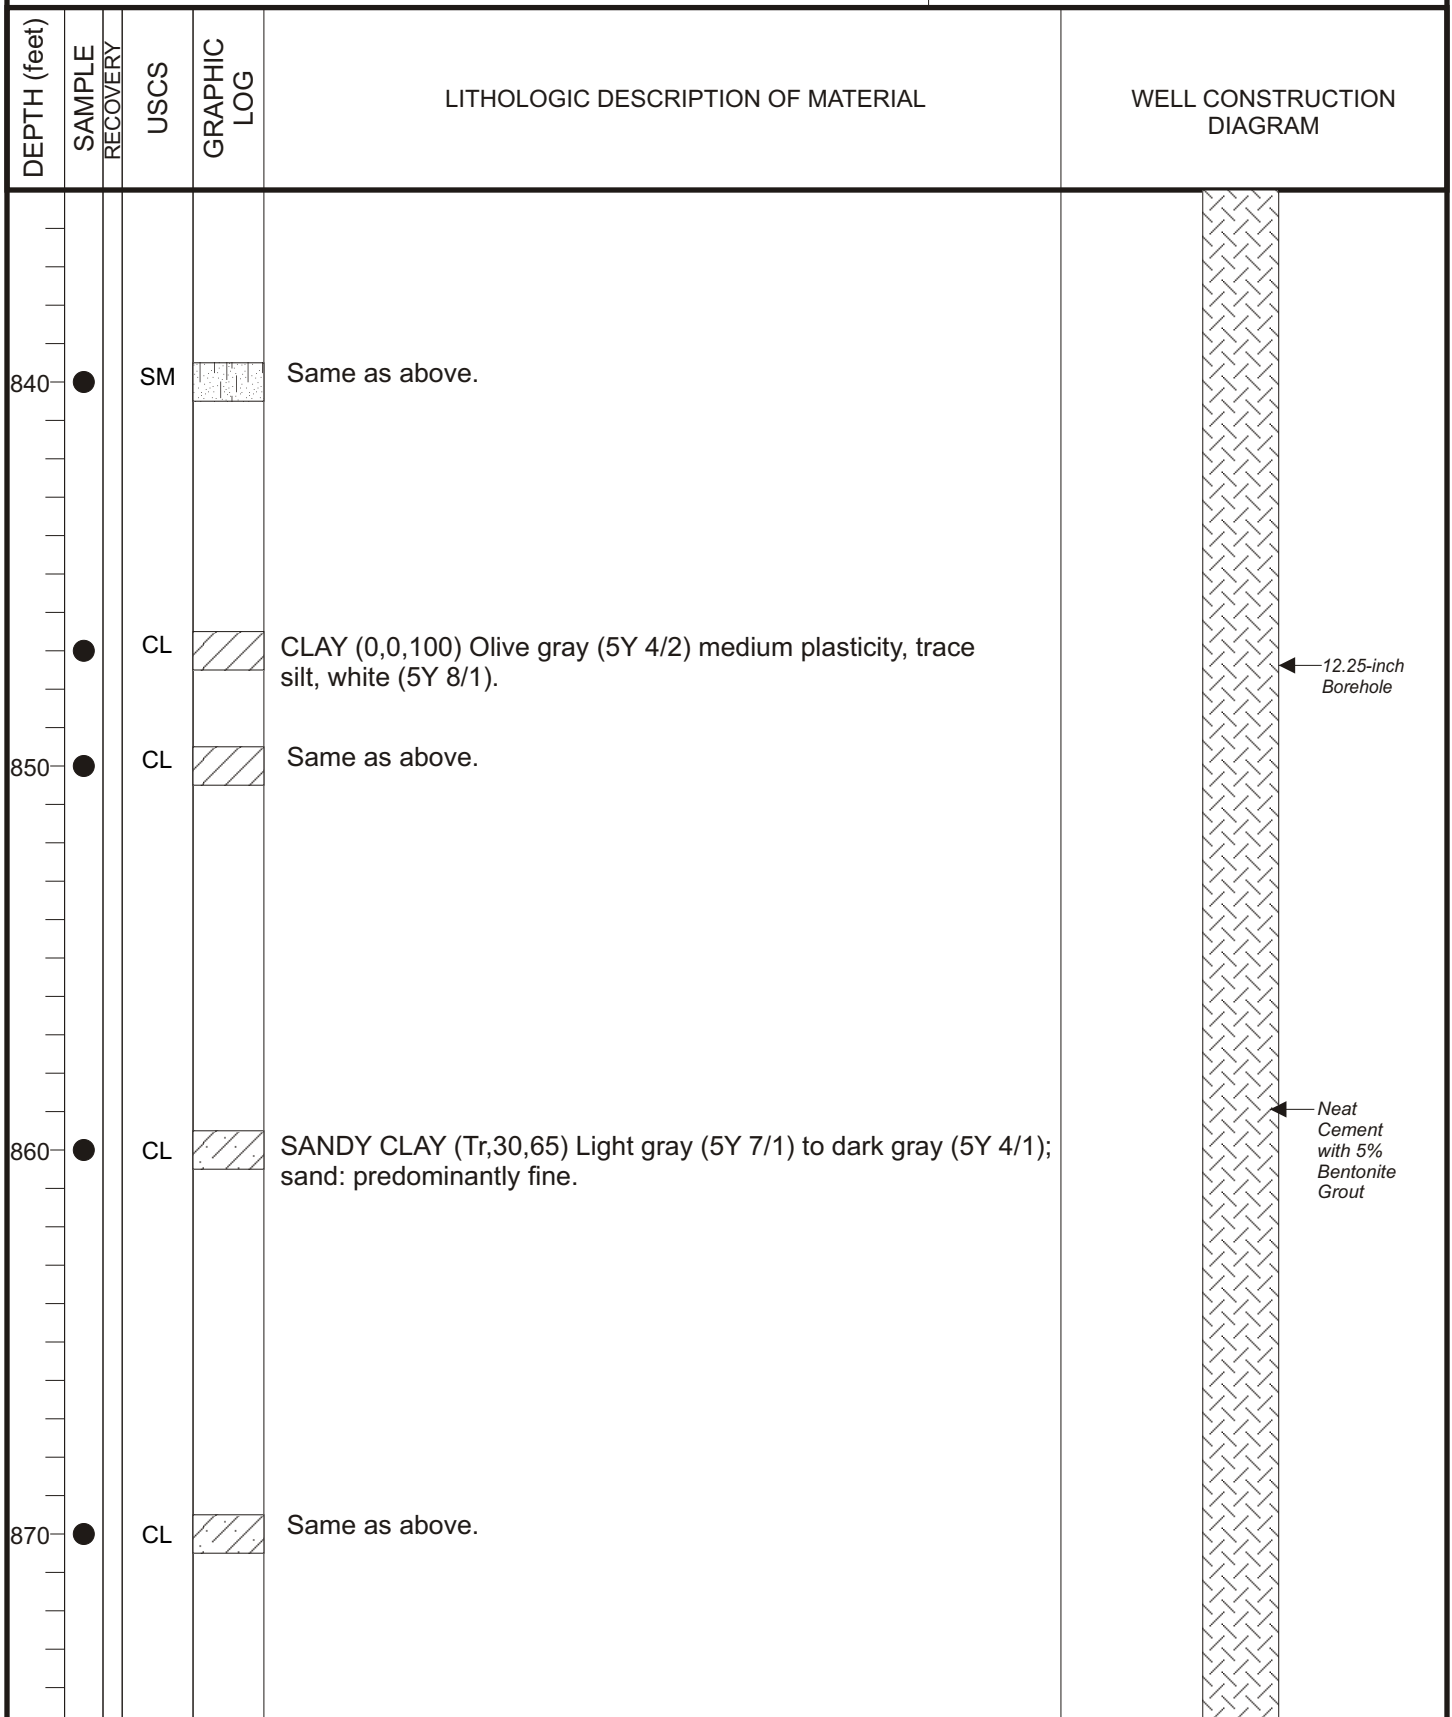 DEPTH (feet)
SAMPLE
RECOVERY
USCS
GRAPHIC
LOG
LITHOLOGIC DESCRIPTION OF MATERIAL
WELL CONSTRUCTION
DIAGRAM
840
SM
Same as above.
CL
CLAY (0,0,100) Olive gray (5Y 4/2) medium plasticity, trace
silt, white (5Y 8/1).
12.25-inch
Borehole
850
CL
Same as above.
860
CL
SANDY CLAY (Tr,30,65) Light gray (5Y 7/1) to dark gray (5Y 4/1);
sand: predominantly fine.
Neat
Cement
with 5%
Bentonite
Grout
870
CL
Same as above.